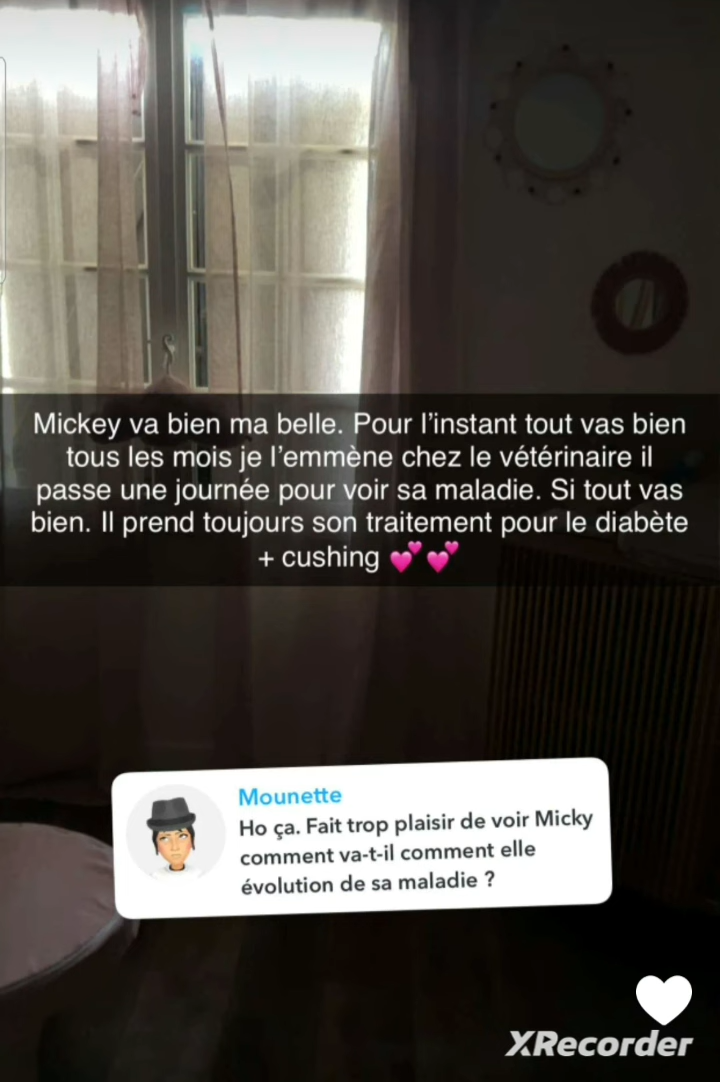 Mickey va bien ma belle. Pour l’instant tout vas bien
tous les mois je l’emmène chez le vétérinaire il
passe une journée pour voir sa maladie. Si tout vas
bien. Il prend toujours son traitement pour le diabète
+ cushing 💕💕
Mounette
Ho ça. Fait trop plaisir de voir Micky
comment va-t-il comment elle
évolution de sa maladie ?
XRecorder